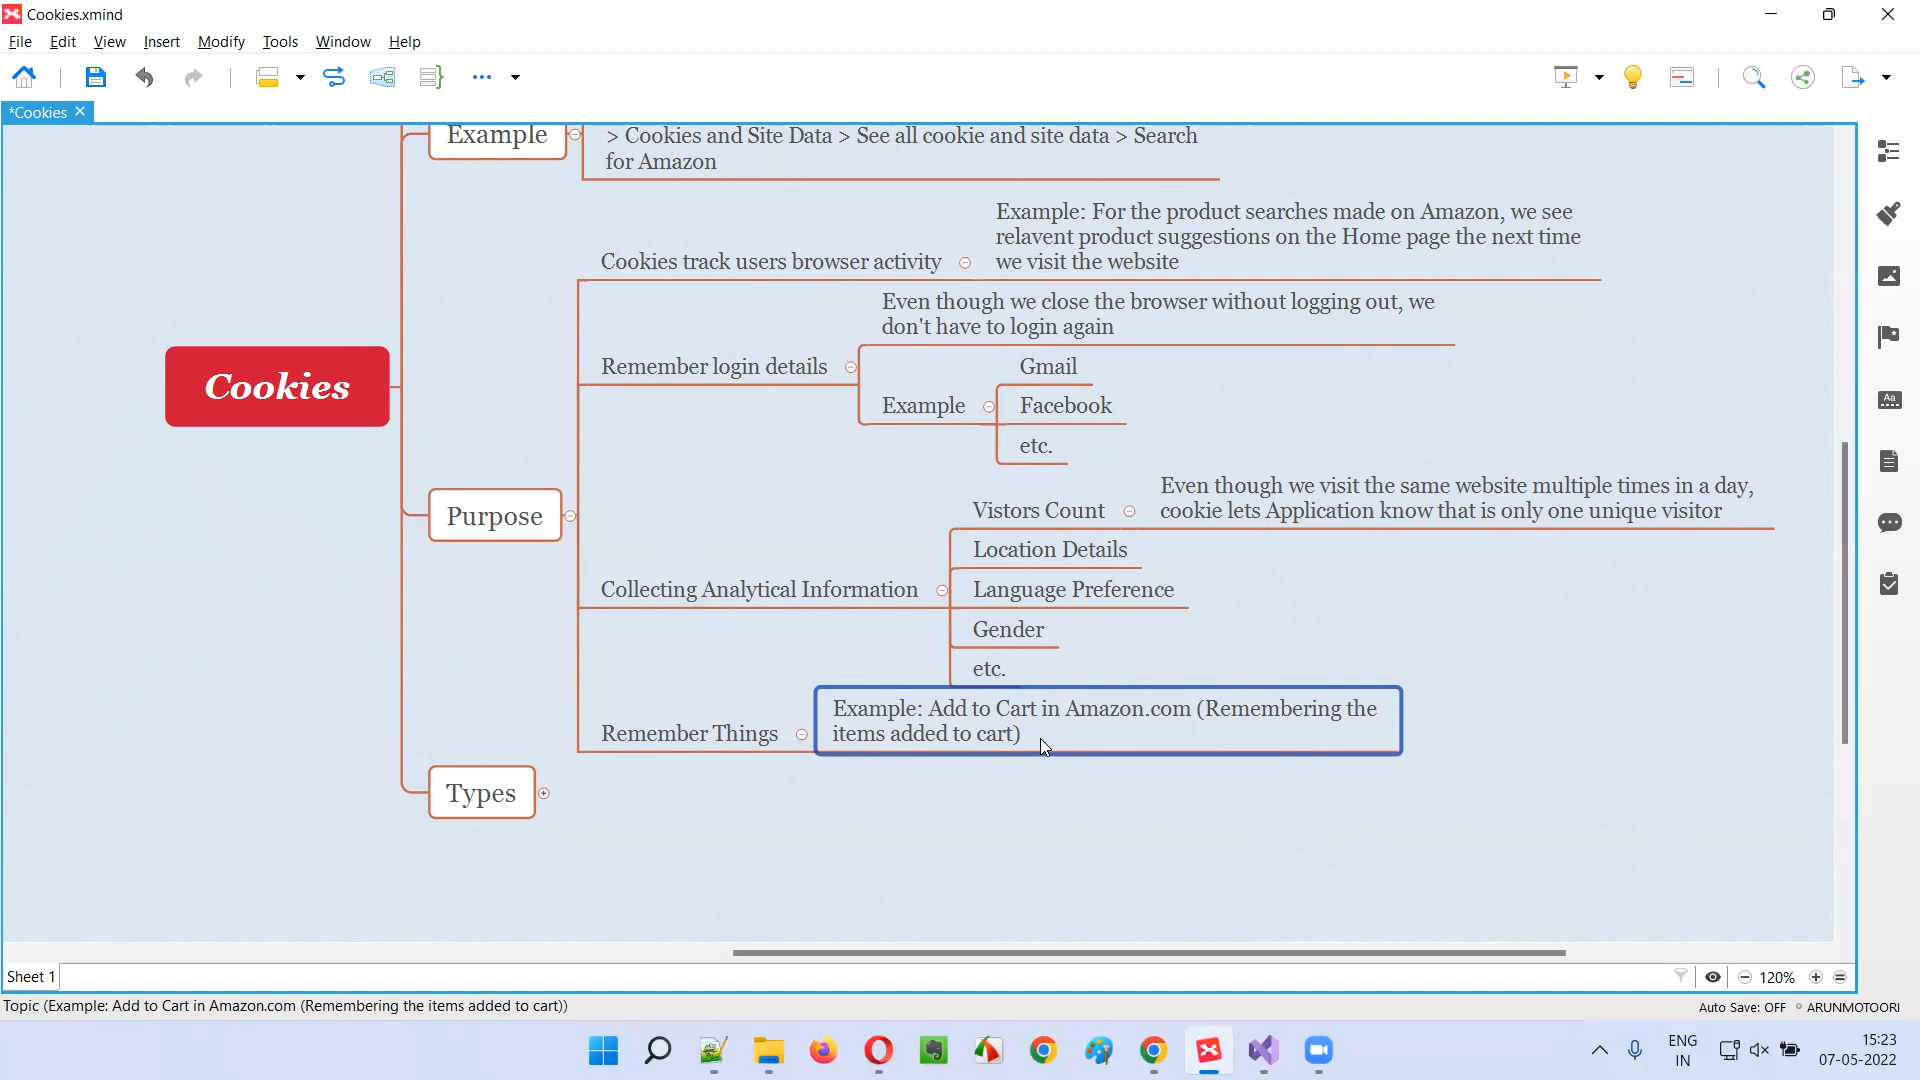 Cookies.xmind
File Edit View Insert Modify Tools Window Help
*Cookies
Example
> Cookies and Site Data > See all cookie and site data > Search
for Amazon
Cookies
Purpose
Cookies track users browser activity
Example: For the product searches made on Amazon, we see
relavent product suggestions on the Home page the next time
we visit the website
Remember login details
Even though we close the browser without logging out, we
don't have to login again
Example
Gmail
Facebook
etc.
Collecting Analytical Information
Vistors Count
Even though we visit the same website multiple times in a day,
cookie lets Application know that is only one unique visitor
Location Details
Language Preference
Gender
etc.
Remember Things
Example: Add to Cart in Amazon.com (Remembering the
items added to cart)
Types
Sheet 1
120%
Topic (Example: Add to Cart in Amazon.com (Remembering the items added to cart))
Auto Save: OFF
ARUNMOTOORI
ENG
IN
15:23
07-05-2022